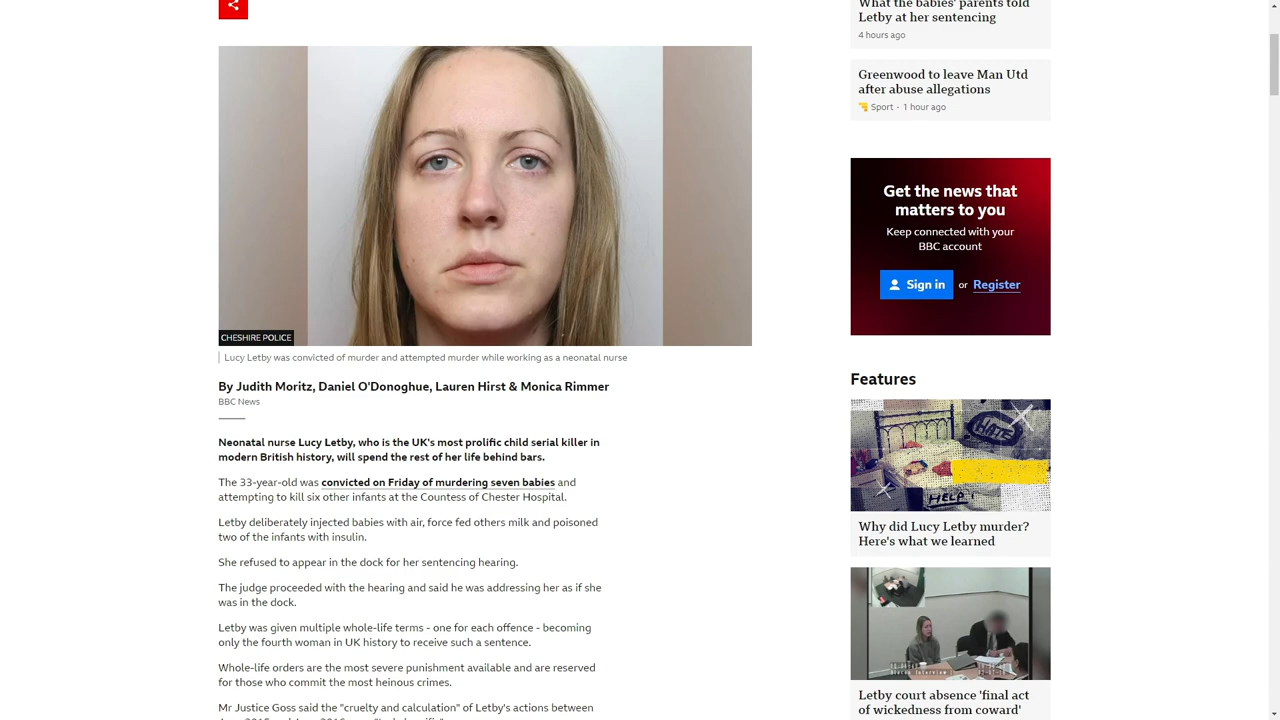 CHESHIRE POLICE
Lucy Letby was convicted of murder and attempted murder while working as a neonatal nurse
By Judith Moritz, Daniel O'Donoghue, Lauren Hirst & Monica Rimmer
BBC News
Neonatal nurse Lucy Letby, who is the UK's most prolific child serial killer in
modern British history, will spend the rest of her life behind bars.
The 33-year-old was convicted on Friday of murdering seven babies and
attempting to kill six other infants at the Countess of Chester Hospital.
Letby deliberately injected babies with air, force fed others milk and poisoned
two of the infants with insulin.
She refused to appear in the dock for her sentencing hearing.
The judge proceeded with the hearing and said he was addressing her as if she
was in the dock.
Letby was given multiple whole-life terms - one for each offence - becoming
only the fourth woman in UK history to receive such a sentence.
Whole-life orders are the most severe punishment available and are reserved
for those who commit the most heinous crimes.
Mr Justice Goss said the "cruelty and calculation" of Letby's actions between
What the babies' parents told
Letby at her sentencing
4 hours ago
Greenwood to leave Man Utd
after abuse allegations
Sport · 1 hour ago
Get the news that
matters to you
Keep connected with your
BBC account
Sign in or Register
Features
HATE
HELP
Why did Lucy Letby murder?
Here's what we learned
Letby court absence 'final act
of wickedness from coward'